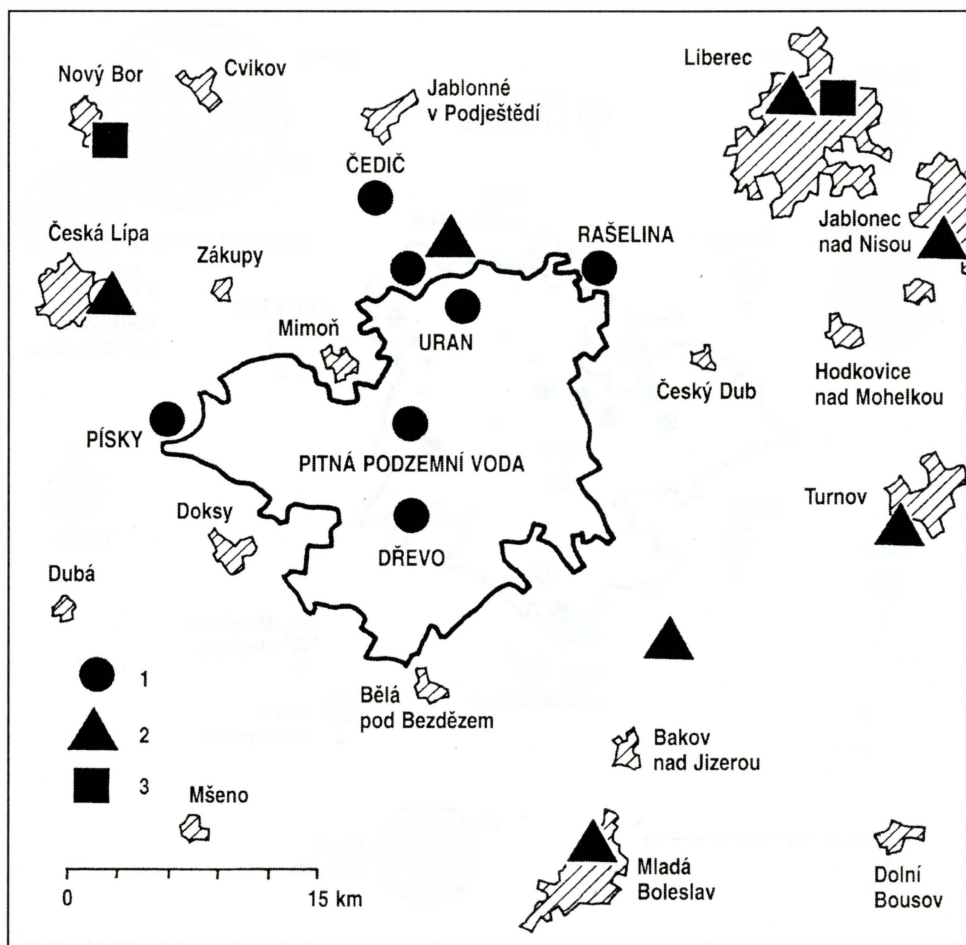 Nový Bor
Cvikov
Jablonné
v Podještědí
Liberec
ČEDIČ
Česká Lípa
Zákupy
RAŠELINA
Jablonec
nad Nisou
Mimoň
URAN
Český Dub
Hodkovice
nad Mohelkou
PÍSKY
PITNÁ PODZEMNÍ VODA
Turnov
Doksy
DŘEVO
Dubá
1
Bělá
pod Bezdězem
2
Bakov
nad Jizerou
3
Mšeno
Mladá
Boleslav
Dolní
Bousov
0 15 km